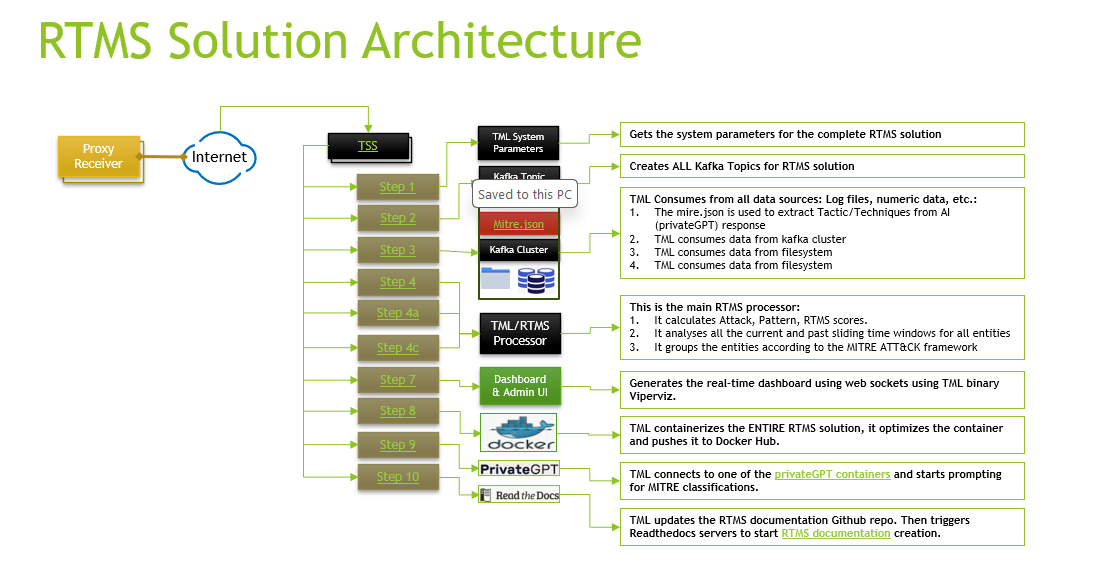 RTMS Solution Architecture
Proxy
Receiver
Internet
TSS
Step 1
Step 2
Step 3
Step 4
Step 4a
Step 4c
Step 7
Step 8
Step 9
Step 10
TML System
Parameters
Kafka Topic
Saved to this PC
Mitre.json
Kafka Cluster
TML/RTMS
Processor
Dashboard
& Admin UI
docker
PrivateGPT
Read the Docs
Gets the system parameters for the complete RTMS solution
Creates ALL Kafka Topics for RTMS solution
TML Consumes from all data sources: Log files, numeric data, etc.:
1. The mire.json is used to extract Tactic/Techniques from AI
(privateGPT) response
2. TML consumes data from kafka cluster
3. TML consumes data from filesystem
4. TML consumes data from filesystem
This is the main RTMS processor:
1. It calculates Attack, Pattern, RTMS scores.
2. It analyses all the current and past sliding time windows for all entities
3. It groups the entities according to the MITRE ATT&CK framework
Generates the real-time dashboard using web sockets using TML binary
Viperviz.
TML containerizes the ENTIRE RTMS solution, it optimizes the container
and pushes it to Docker Hub.
TML connects to one of the privateGPT containers and starts prompting
for MITRE classifications.
TML updates the RTMS documentation Github repo. Then triggers
Readthedocs servers to start RTMS documentation creation.